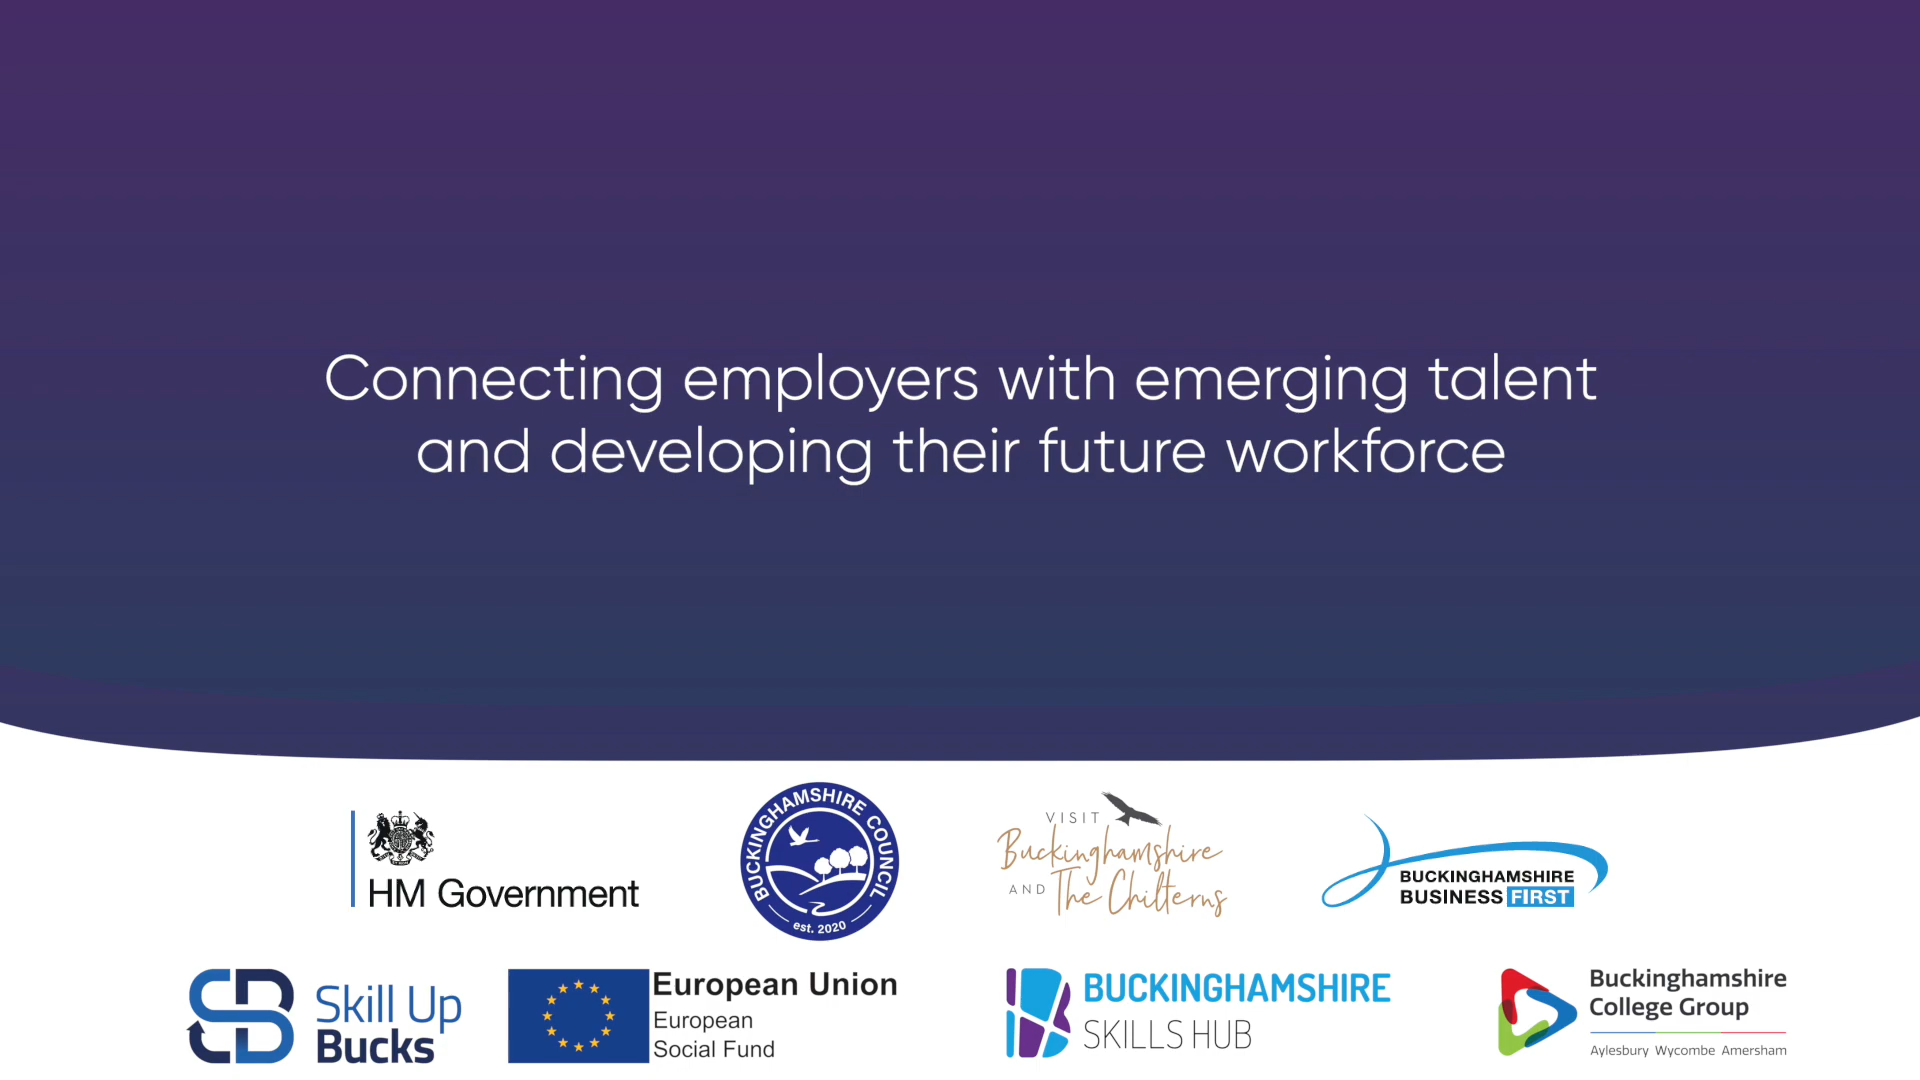 Connecting employers with emerging talent
and developing their future workforce
HM Government
BUCKINGHAMSHIRE COUNCIL
est. 2020
VISIT
Buckinghamshire
AND The Chilterns
BUCKINGHAMSHIRE
BUSINESS FIRST
SB
Skill Up
Bucks
European Union
European
Social Fund
BUCKINGHAMSHIRE
SKILLS HUB
Buckinghamshire
College Group
Aylesbury Wycombe Amersham